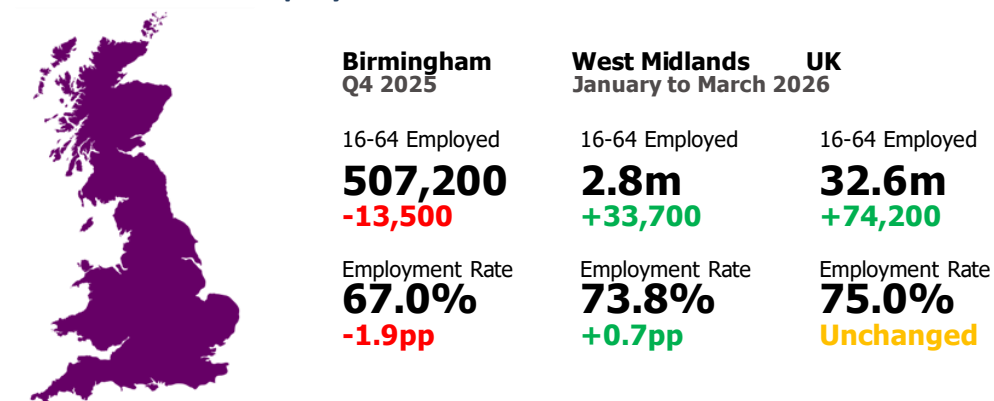 Birmingham West Midlands UK
Q4 2025 January to March 2026
16-64 Employed 16-64 Employed 16-64 Employed
507,200 2.8m 32.6m
-13,500 +33,700 +74,200
Employment Rate Employment Rate Employment Rate
67.0% 73.8% 75.0%
-1.9pp +0.7pp Unchanged